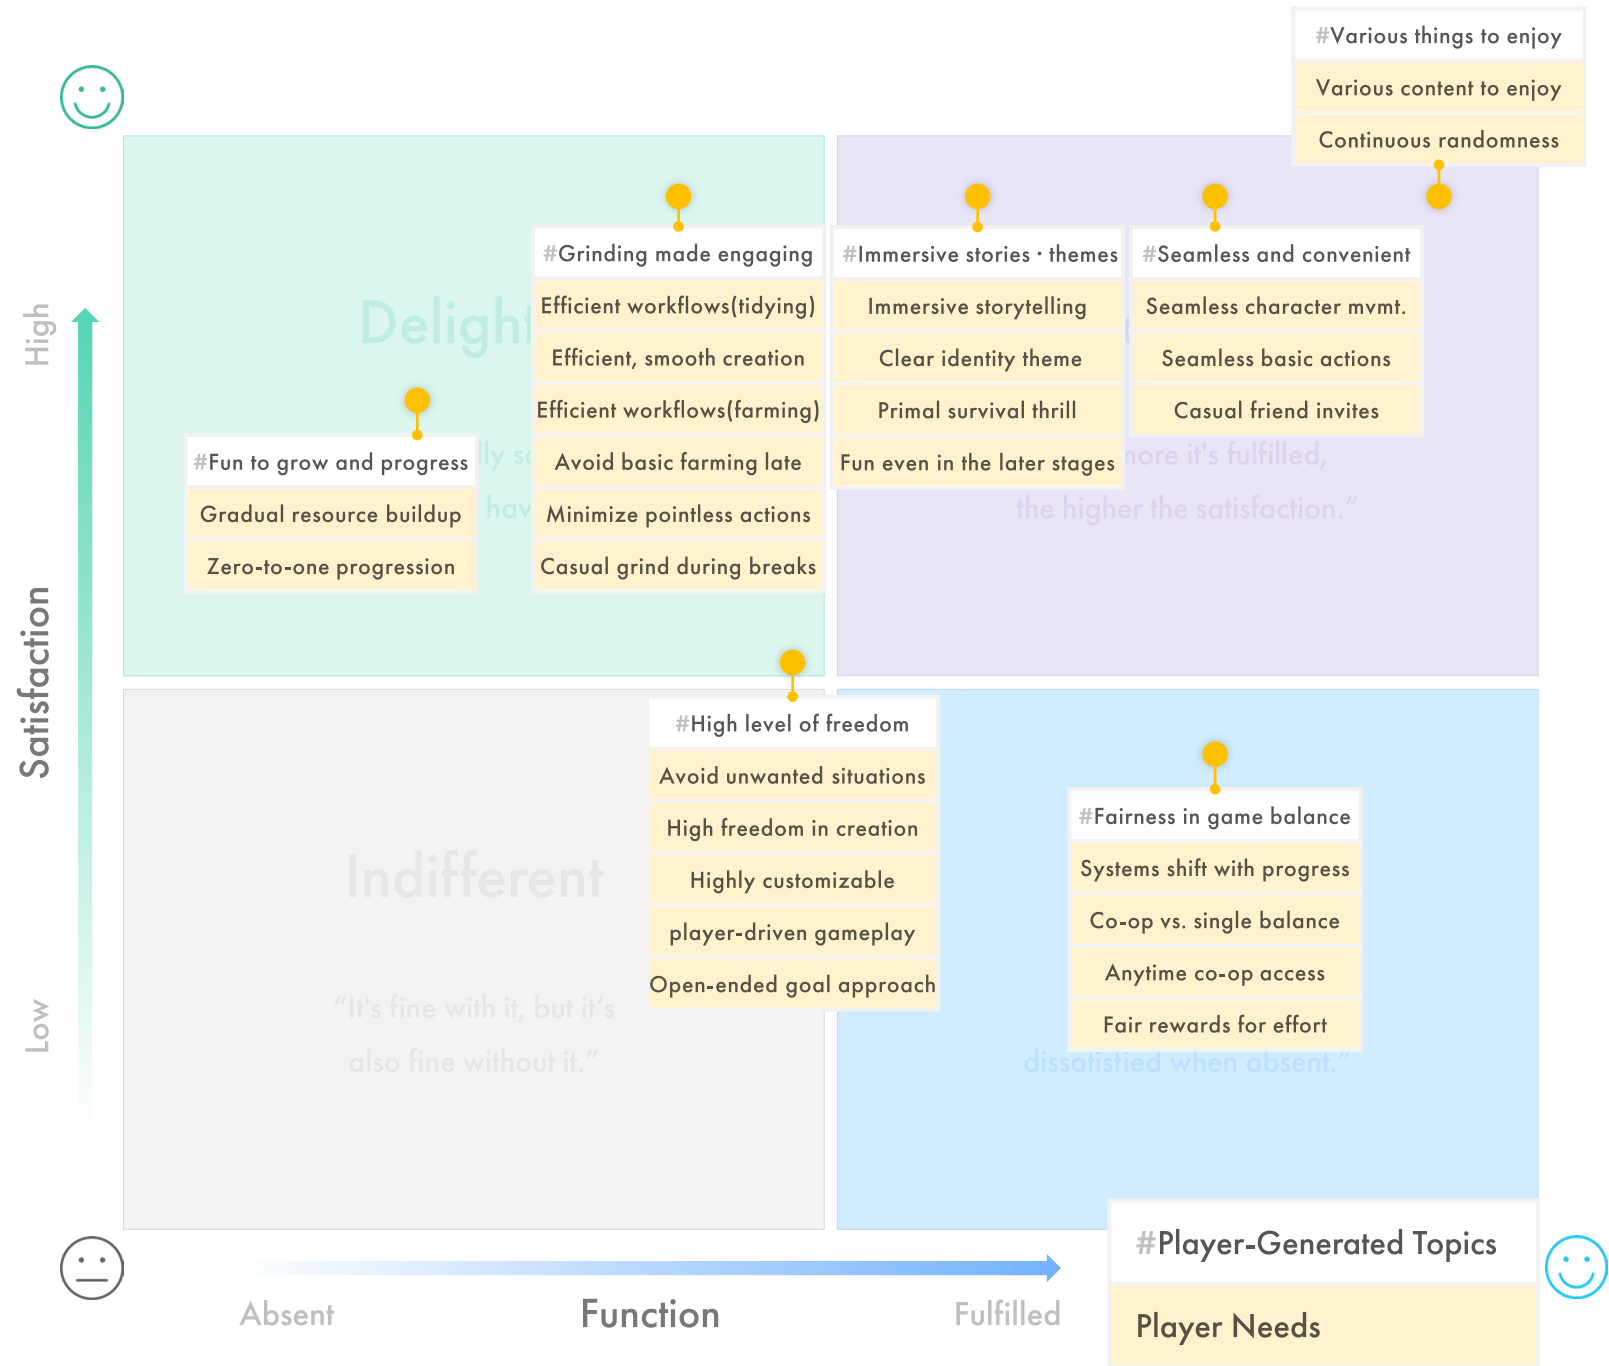 #Various things to enjoy
Various content to enjoy
Continuous randomness
#Grinding made engaging
Efficient workflows(tidying)
Efficient, smooth creation
Efficient workflows(farming)
Avoid basic farming late
Minimize pointless actions
Casual grind during breaks
#Immersive stories · themes
Immersive storytelling
Clear identity theme
Primal survival thrill
Fun even in the later stages
#Seamless and convenient
Seamless character mvmt.
Seamless basic actions
Casual friend invites
Delight
#Fun to grow and progress
Gradual resource buildup
Zero-to-one progression
more it's fulfilled,
the higher the satisfaction.”
High
Satisfaction
Low
#High level of freedom
Avoid unwanted situations
High freedom in creation
Highly customizable
player-driven gameplay
Open-ended goal approach
#Fairness in game balance
Systems shift with progress
Co-op vs. single balance
Anytime co-op access
Fair rewards for effort
Indifferent
“It's fine with it, but it’s
also fine without it.”
dissatisfied when absent.”
Absent
Function
Fulfilled
#Player-Generated Topics
Player Needs